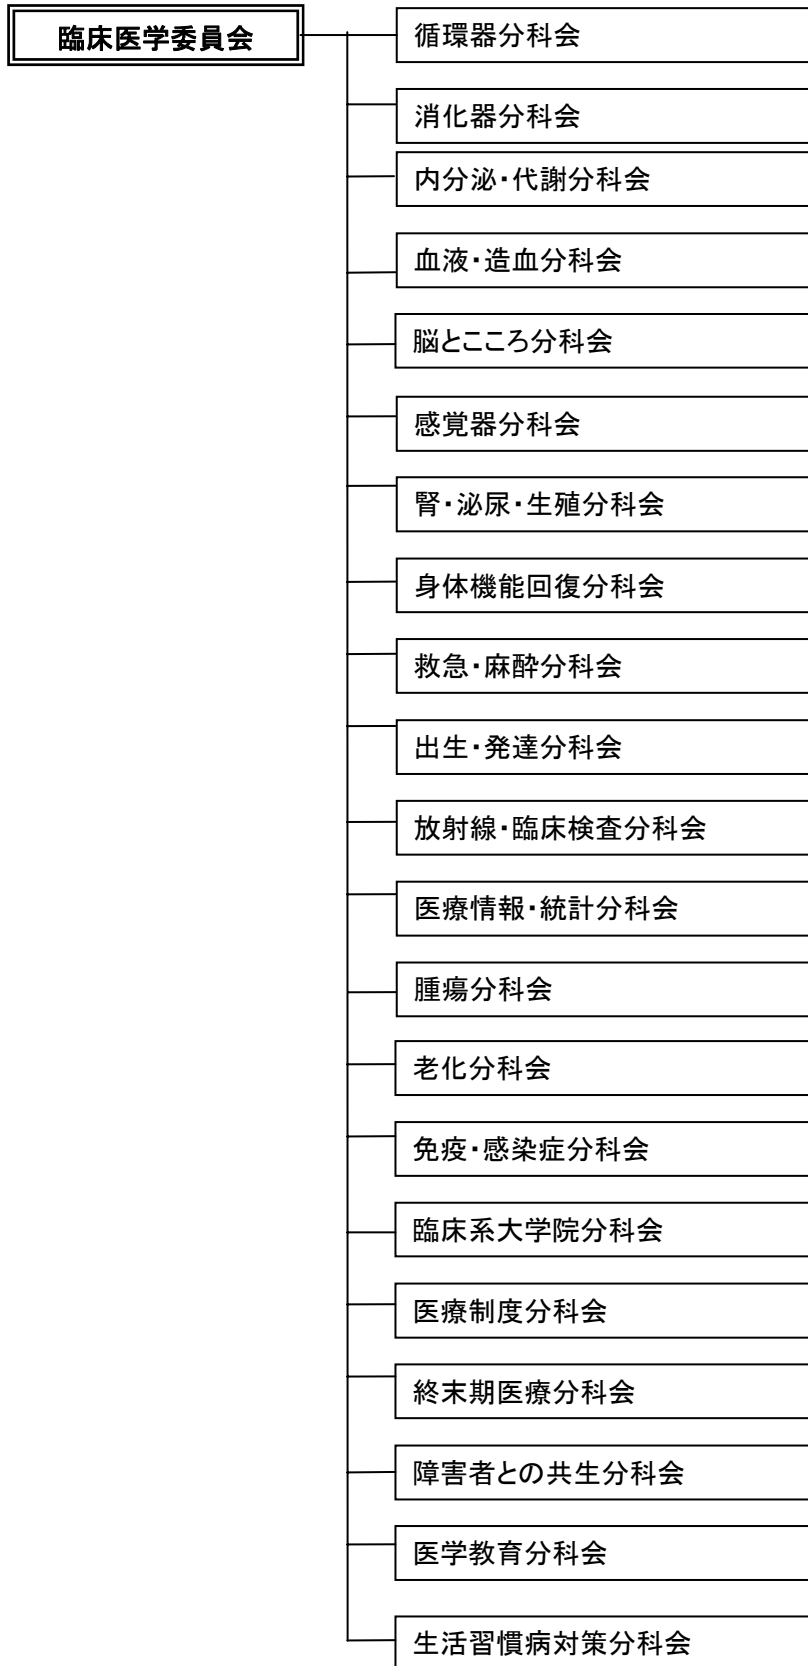 臨床医学委員会
循環器分科会
消化器分科会
内分泌・代謝分科会
血液・造血分科会
脳とこころ分科会
感覚器分科会
腎・泌尿・生殖分科会
身体機能回復分科会
救急・麻酔分科会
出生・発達分科会
放射線・臨床検査分科会
医療情報・統計分科会
腫瘍分科会
老化分科会
免疫・感染症分科会
臨床系大学院分科会
医療制度分科会
終末期医療分科会
障害者との共生分科会
医学教育分科会
生活習慣病対策分科会